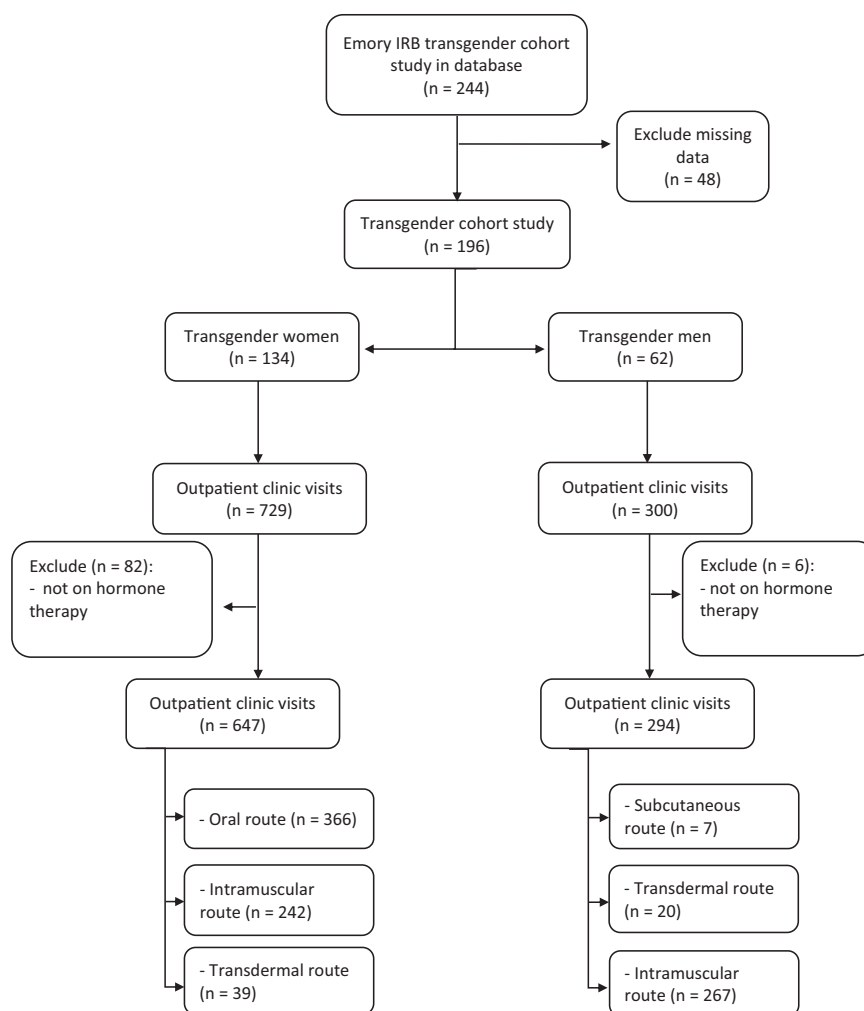 Emory IRB transgender cohort
study in database
(n = 244)
Exclude missing
data
(n = 48)
Transgender cohort study
(n = 196)
Transgender women
(n = 134)
Transgender men
(n = 62)
Outpatient clinic visits
(n = 729)
Outpatient clinic visits
(n = 300)
Exclude (n = 82):
- not on hormone
therapy
Exclude (n = 6):
- not on hormone
therapy
Outpatient clinic visits
(n = 647)
Outpatient clinic visits
(n = 294)
- Oral route (n = 366)
- Subcutaneous
route (n = 7)
- Intramuscular
route (n = 242)
- Transdermal route
(n = 20)
- Transdermal route
(n = 39)
- Intramuscular
route (n = 267)